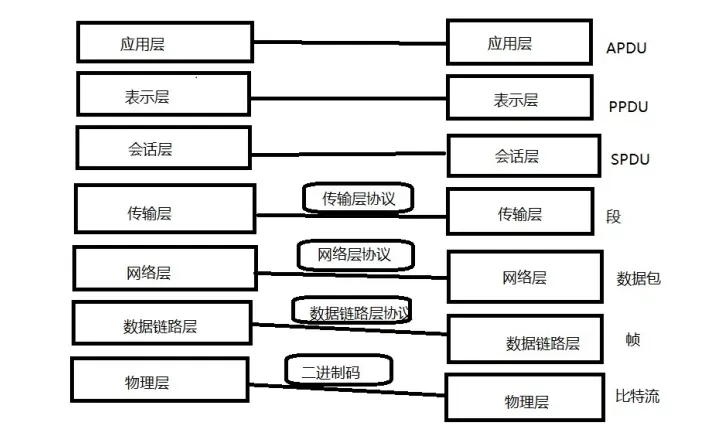 应用层 应用层 APDU
表示层 表示层 PPDU
会话层 会话层 SPDU
传输层 传输层协议 传输层 段
网络层 网络层协议 网络层 数据包
数据链路层 数据链路层协议 数据链路层 帧
物理层 二进制码 物理层 比特流